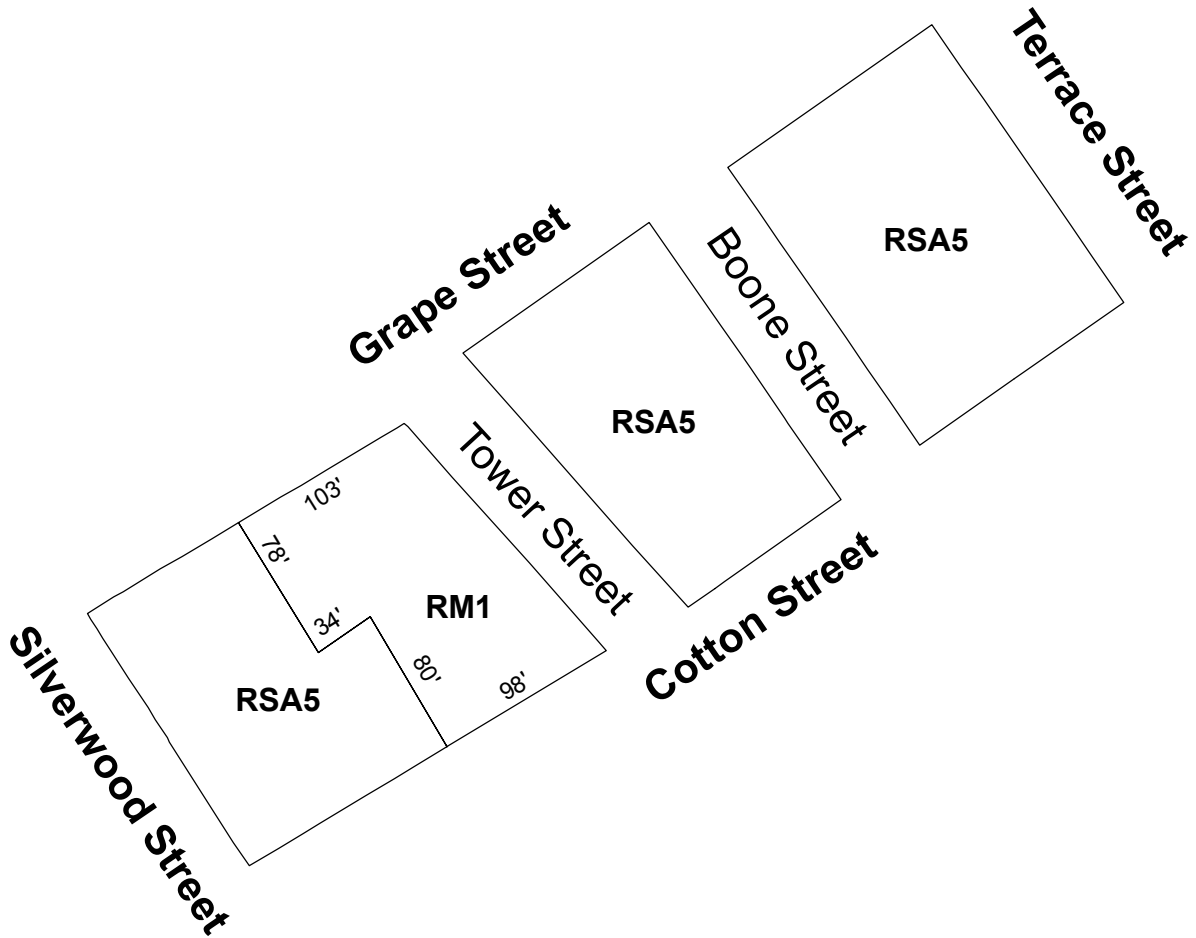 Terrace Street
RSA5
Grape Street
Boone Street
RSA5
Tower Street
103'
78'
34'
RM1
80'
98'
Cotton Street
RSA5
Silverwood Street